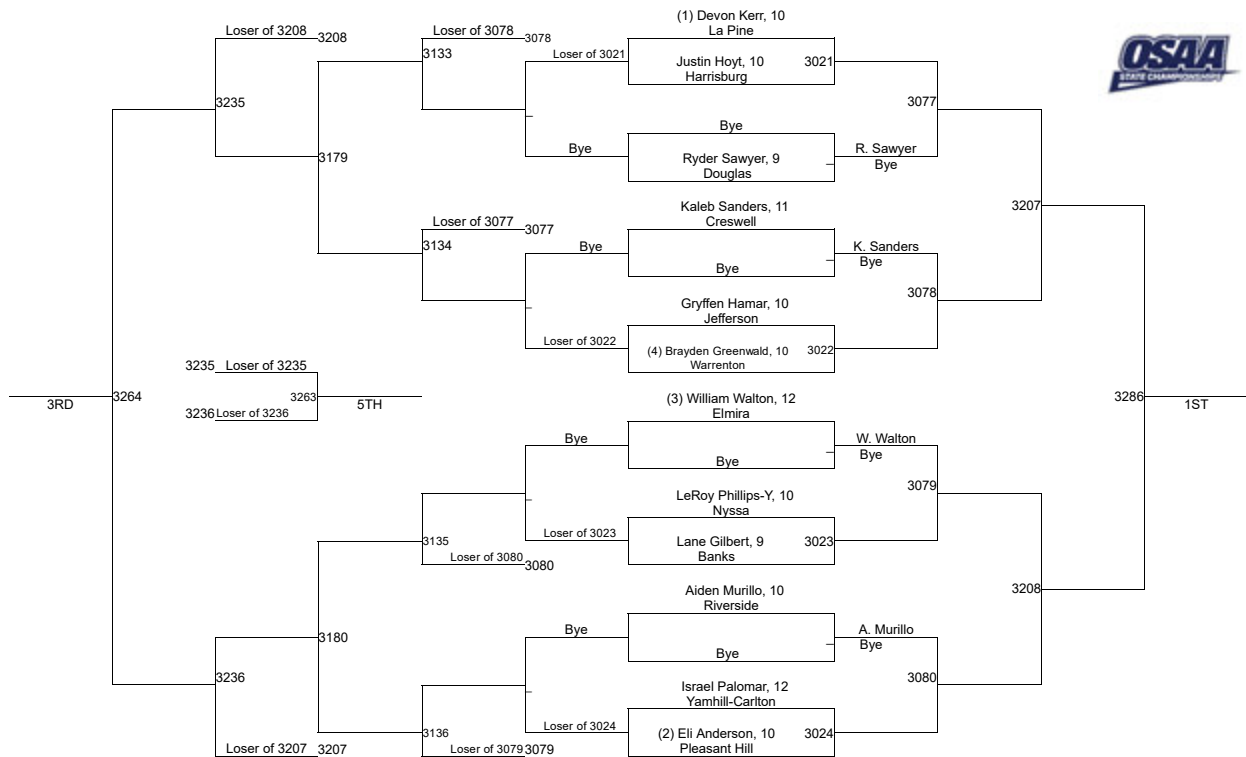 (1) Devon Kerr, 10
La Pine
Loser of 3208 3208
Loser of 3078 3078
OSAA
STATE CHAMPIONSHIPS
3133
Loser of 3021
Justin Hoyt, 10 3021
Harrisburg
3235
3077
Bye
Bye
R. Sawyer
3179
Ryder Sawyer, 9
Bye
Douglas
Kaleb Sanders, 11
3207
Loser of 3077 3077
Creswell
3134
Bye
K. Sanders
Bye
Bye
3078
Gryffen Hamar, 10
Jefferson
Loser of 3022
(4) Brayden Greenwald, 10 3022
Warrenton
3235 Loser of 3235
3264
3263
3286
3RD
5TH
1ST
3236 Loser of 3236
(3) William Walton, 12
Elmira
Bye
W. Walton
Bye
Bye
3079
LeRoy Phillips-Y, 10
Nyssa
Loser of 3023
3135
Lane Gilbert, 9 3023
Banks
Loser of 3080 3080
3208
Aiden Murillo, 10
Riverside
Bye
A. Murillo
3180
Bye
Bye
3236
3080
Israel Palomar, 12
Yamhill-Carlton
Loser of 3024
3136
(2) Eli Anderson, 10 3024
Pleasant Hill
Loser of 3207 3207
Loser of 3079 3079